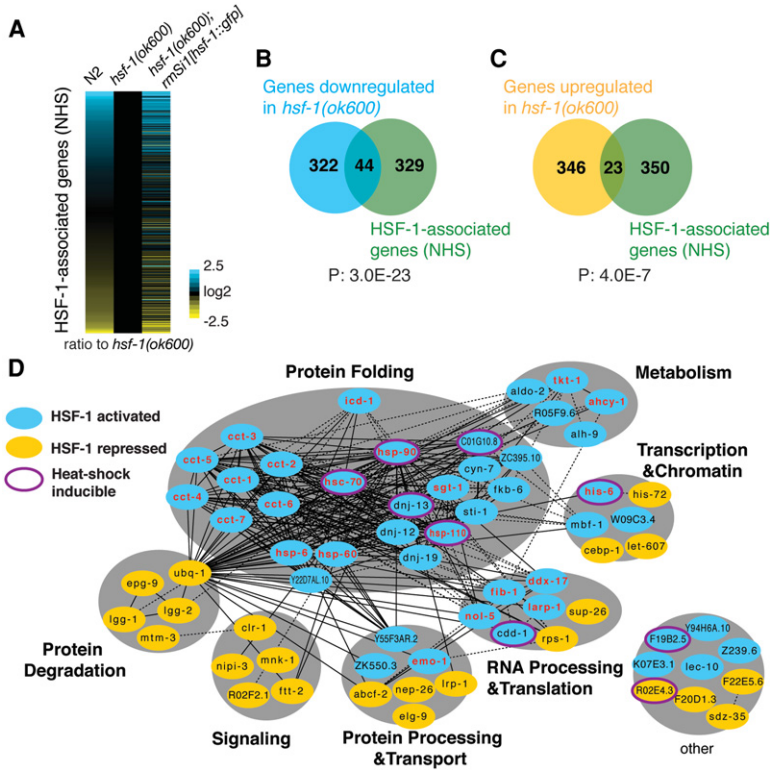 A
N2
hsf-1(ok600)
hsf-1(ok600);
rmSi1[hsf-1::gfp]
HSF-1-associated genes (NHS)
2.5
log2
-2.5
ratio to hsf-1(ok600)
B
Genes downregulated
in hsf-1(ok600)
322
44
329
HSF-1-associated
genes (NHS)
P: 3.0E-23
C
Genes upregulated
in hsf-1(ok600)
346
23
350
HSF-1-associated
genes (NHS)
P: 4.0E-7
D
HSF-1 activated
HSF-1 repressed
Heat-shock
inducible
Protein Folding
icd-1
cct-3
cct-5
cct-2
cct-1
cct-4
cct-6
cct-7
hsp-90
hsc-70
C01G10.8
ZC395.10
cyn-7
sgt-1
fkb-6
dnj-13
sti-1
dnj-12
hsp-110
hsp-6
hsp-60
dnj-19
Y22D7AL.10
Metabolism
aldo-2
tkt-1
ahcy-1
R05F9.6
alh-9
Transcription
&Chromatin
his-6
his-72
mbf-1
W09C3.4
cebp-1
let-607
Protein
Degradation
ubq-1
epg-9
lgg-2
lgg-1
mtm-3
Signaling
clr-1
nipi-3
mnk-1
R02F2.1
ftt-2
Protein Processing
&Transport
Y55F3AR.2
ZK550.3
emo-1
abcf-2
nep-26
lrp-1
elg-9
RNA Processing
&Translation
ddx-17
fib-1
larp-1
nol-5
sup-26
cdd-1
rps-1
other
Y94H6A.10
F19B2.5
Z239.6
K07E3.1
lec-10
R02E4.3
F22E5.6
F20D1.3
sdz-35